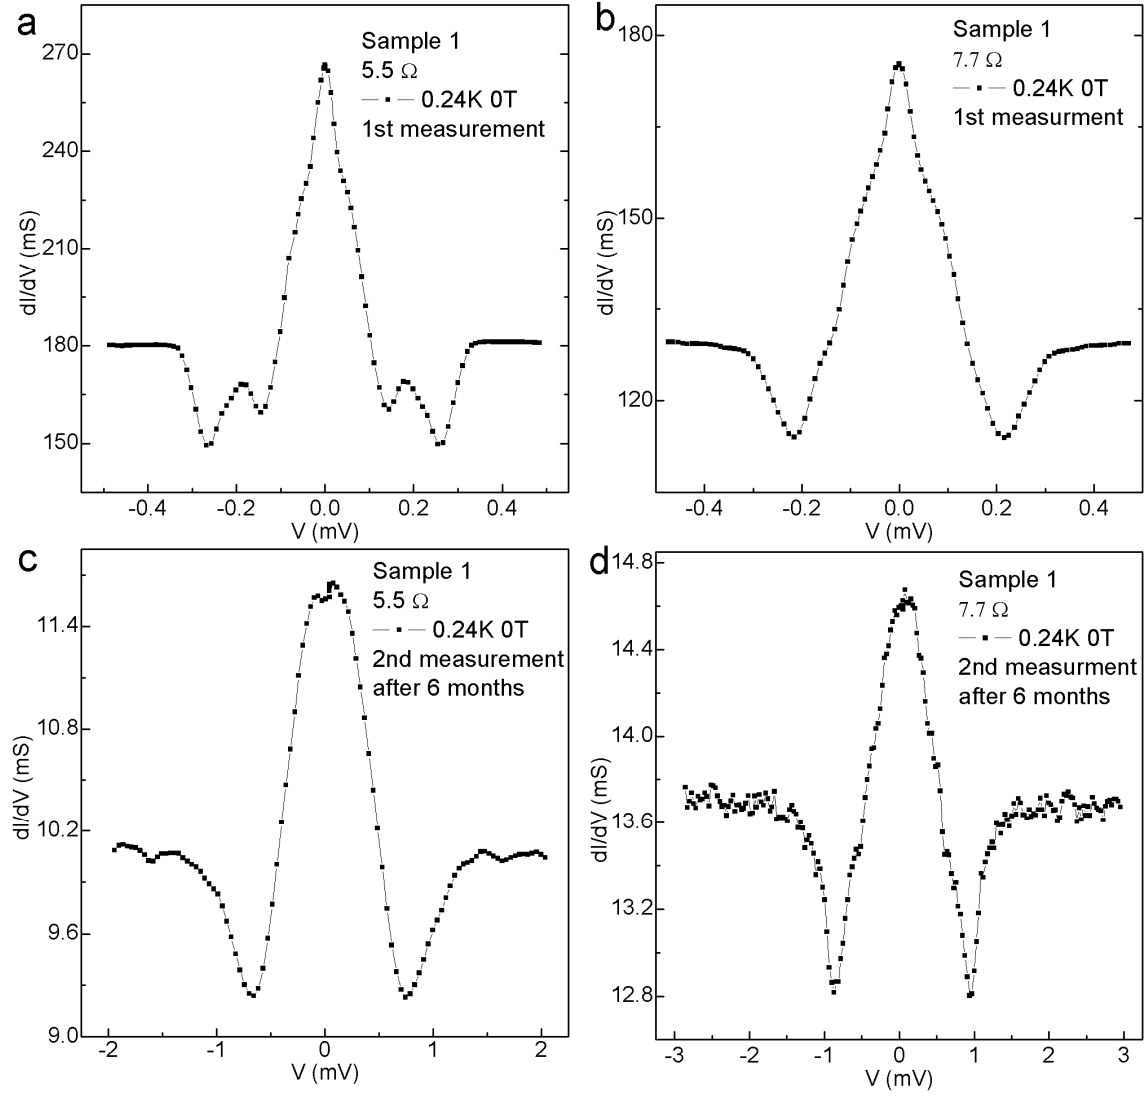 a
Sample 1
5.5 Ω
0.24K 0T
1st measurement
270
240
210
180
150
dI/dV (mS)
-0.4 -0.2 0.0 0.2 0.4
V (mV)
b
Sample 1
7.7 Ω
0.24K 0T
1st measurment
180
150
120
dI/dV (mS)
-0.4 -0.2 0.0 0.2 0.4
V (mV)
c
Sample 1
5.5 Ω
0.24K 0T
2nd measurement
after 6 months
11.4
10.8
10.2
9.6
9.0
dI/dV (mS)
-2 -1 0 1 2
V (mV)
d
Sample 1
7.7 Ω
0.24K 0T
2nd measurment
after 6 months
14.8
14.4
14.0
13.6
13.2
12.8
dI/dV (mS)
-3 -2 -1 0 1 2 3
V (mV)